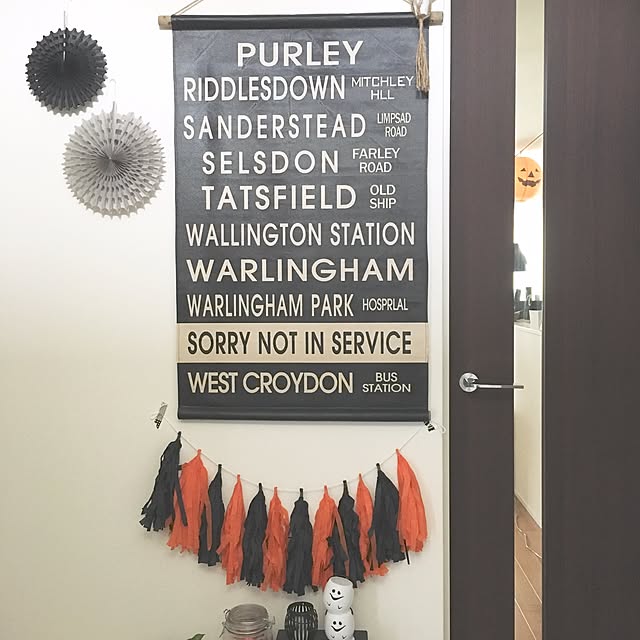 PURLEY
RIDDLESDOWN MITCHLEY HLL
SANDERSTEAD LIMPSAD ROAD
SELSDON FARLEY ROAD
TATSFIELD OLD SHIP
WALLINGTON STATION
WARLINGHAM
WARLINGHAM PARK HOSPRLAL
SORRY NOT IN SERVICE
WEST CROYDON BUS STATION